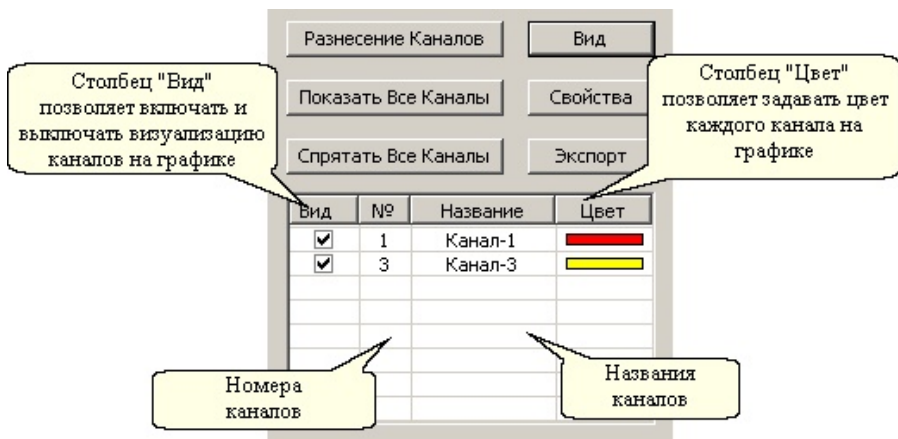 Разнесение Каналов
Вид
Столбец "Вид"
позволяет включать и
выключать визуализацию
каналов на графике
Показать Все Каналы
Свойства
Столбец "Цвет"
позволяет задавать цвет
каждого канала на
графике
Спрятать Все Каналы
Экспорт
Вид № Название Цвет
1 Канал-1
3 Канал-3
Номера
каналов
Названия
каналов